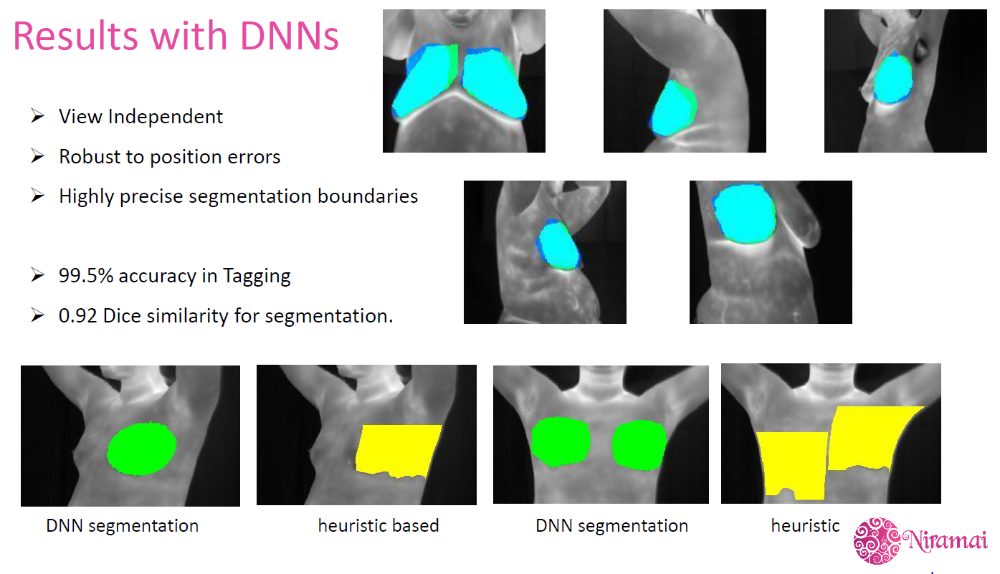 Results with DNNs
View Independent
Robust to position errors
Highly precise segmentation boundaries
99.5% accuracy in Tagging
0.92 Dice similarity for segmentation.
DNN segmentation
heuristic based
DNN segmentation
heuristic
Niramai